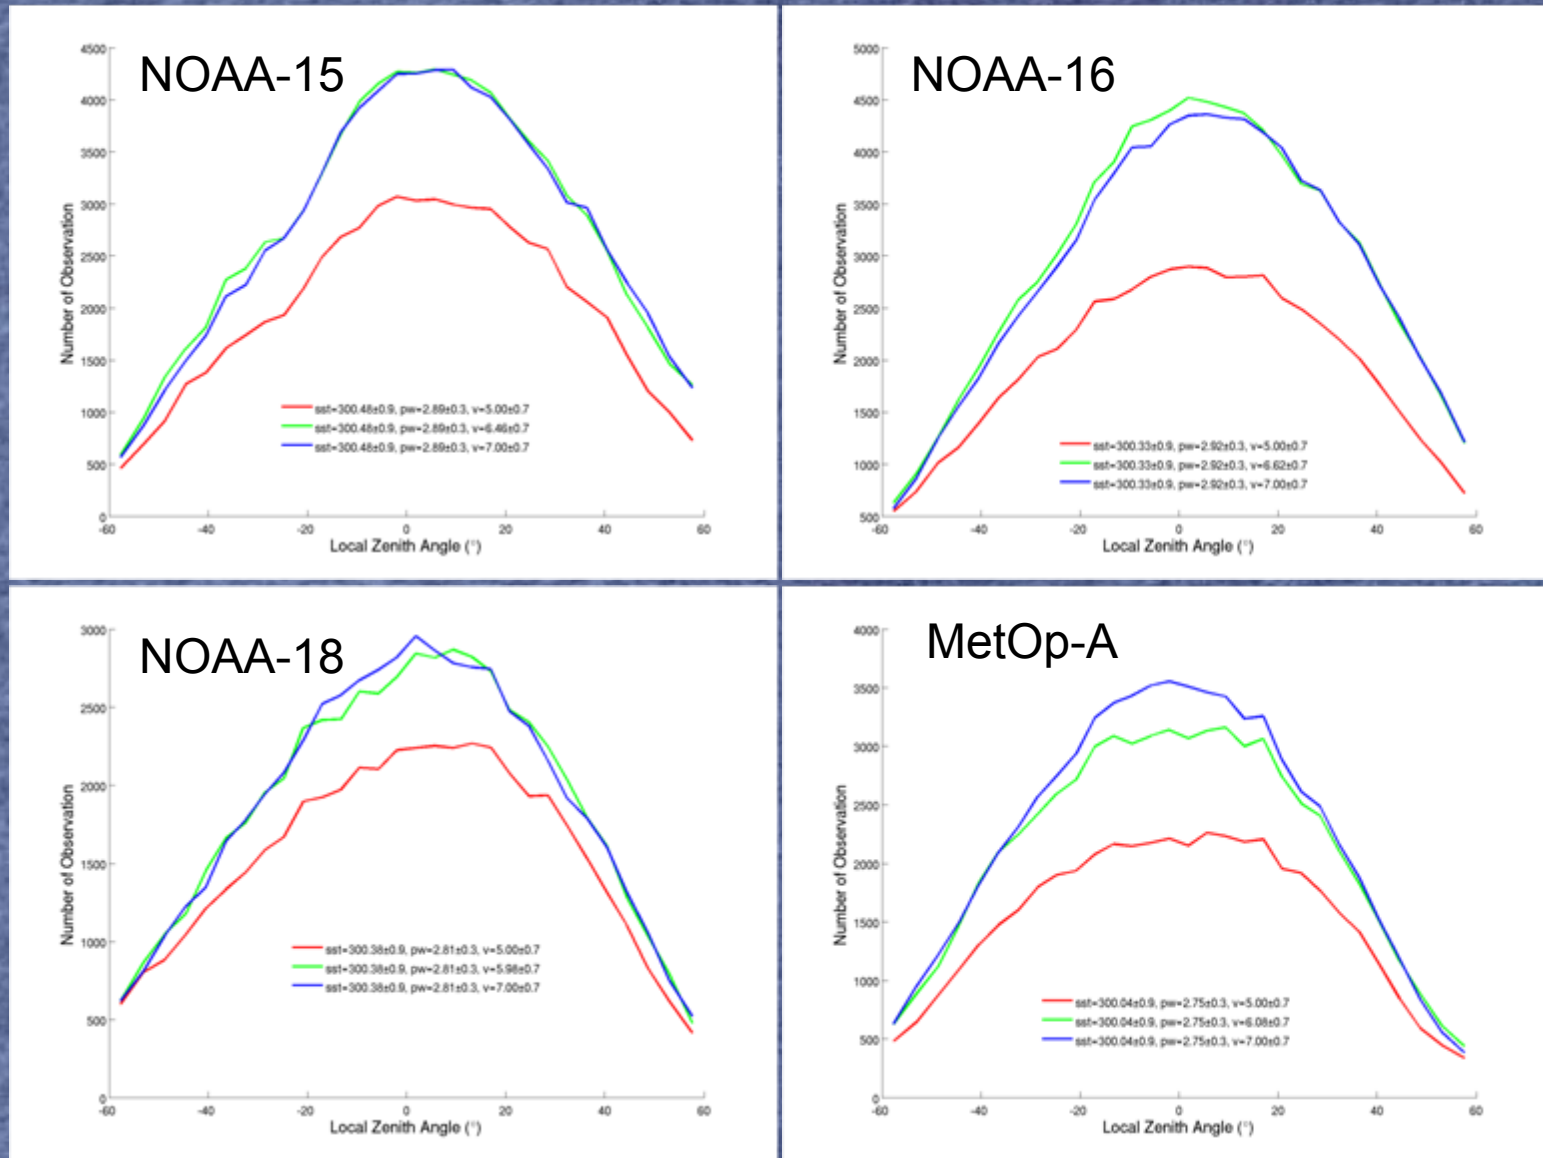 NOAA-15
4500
4000
3500
3000
2500
2000
1500
1000
500
0
Number of Observation
sst=300.48±0.9, pw=2.89±0.3, v=5.00±0.7
sst=300.48±0.9, pw=2.89±0.3, v=6.46±0.7
sst=300.48±0.9, pw=2.89±0.3, v=7.00±0.7
-60 -40 -20 0 20 40 60
Local Zenith Angle (°)
NOAA-16
5000
4500
4000
3500
3000
2500
2000
1500
1000
500
Number of Observation
sst=300.33±0.9, pw=2.92±0.3, v=5.00±0.7
sst=300.33±0.9, pw=2.92±0.3, v=6.62±0.7
sst=300.33±0.9, pw=2.92±0.3, v=7.00±0.7
-60 -40 -20 0 20 40 60
Local Zenith Angle (°)
NOAA-18
3000
2500
2000
1500
1000
500
0
Number of Observation
sst=300.38±0.9, pw=2.81±0.3, v=5.00±0.7
sst=300.38±0.9, pw=2.81±0.3, v=5.98±0.7
sst=300.38±0.9, pw=2.81±0.3, v=7.00±0.7
-60 -40 -20 0 20 40 60
Local Zenith Angle (°)
MetOp-A
4000
3500
3000
2500
2000
1500
1000
500
0
Number of Observation
sst=300.04±0.9, pw=2.75±0.3, v=5.00±0.7
sst=300.04±0.9, pw=2.75±0.3, v=6.08±0.7
sst=300.04±0.9, pw=2.75±0.3, v=7.00±0.7
-60 -40 -20 0 20 40 60
Local Zenith Angle (°)